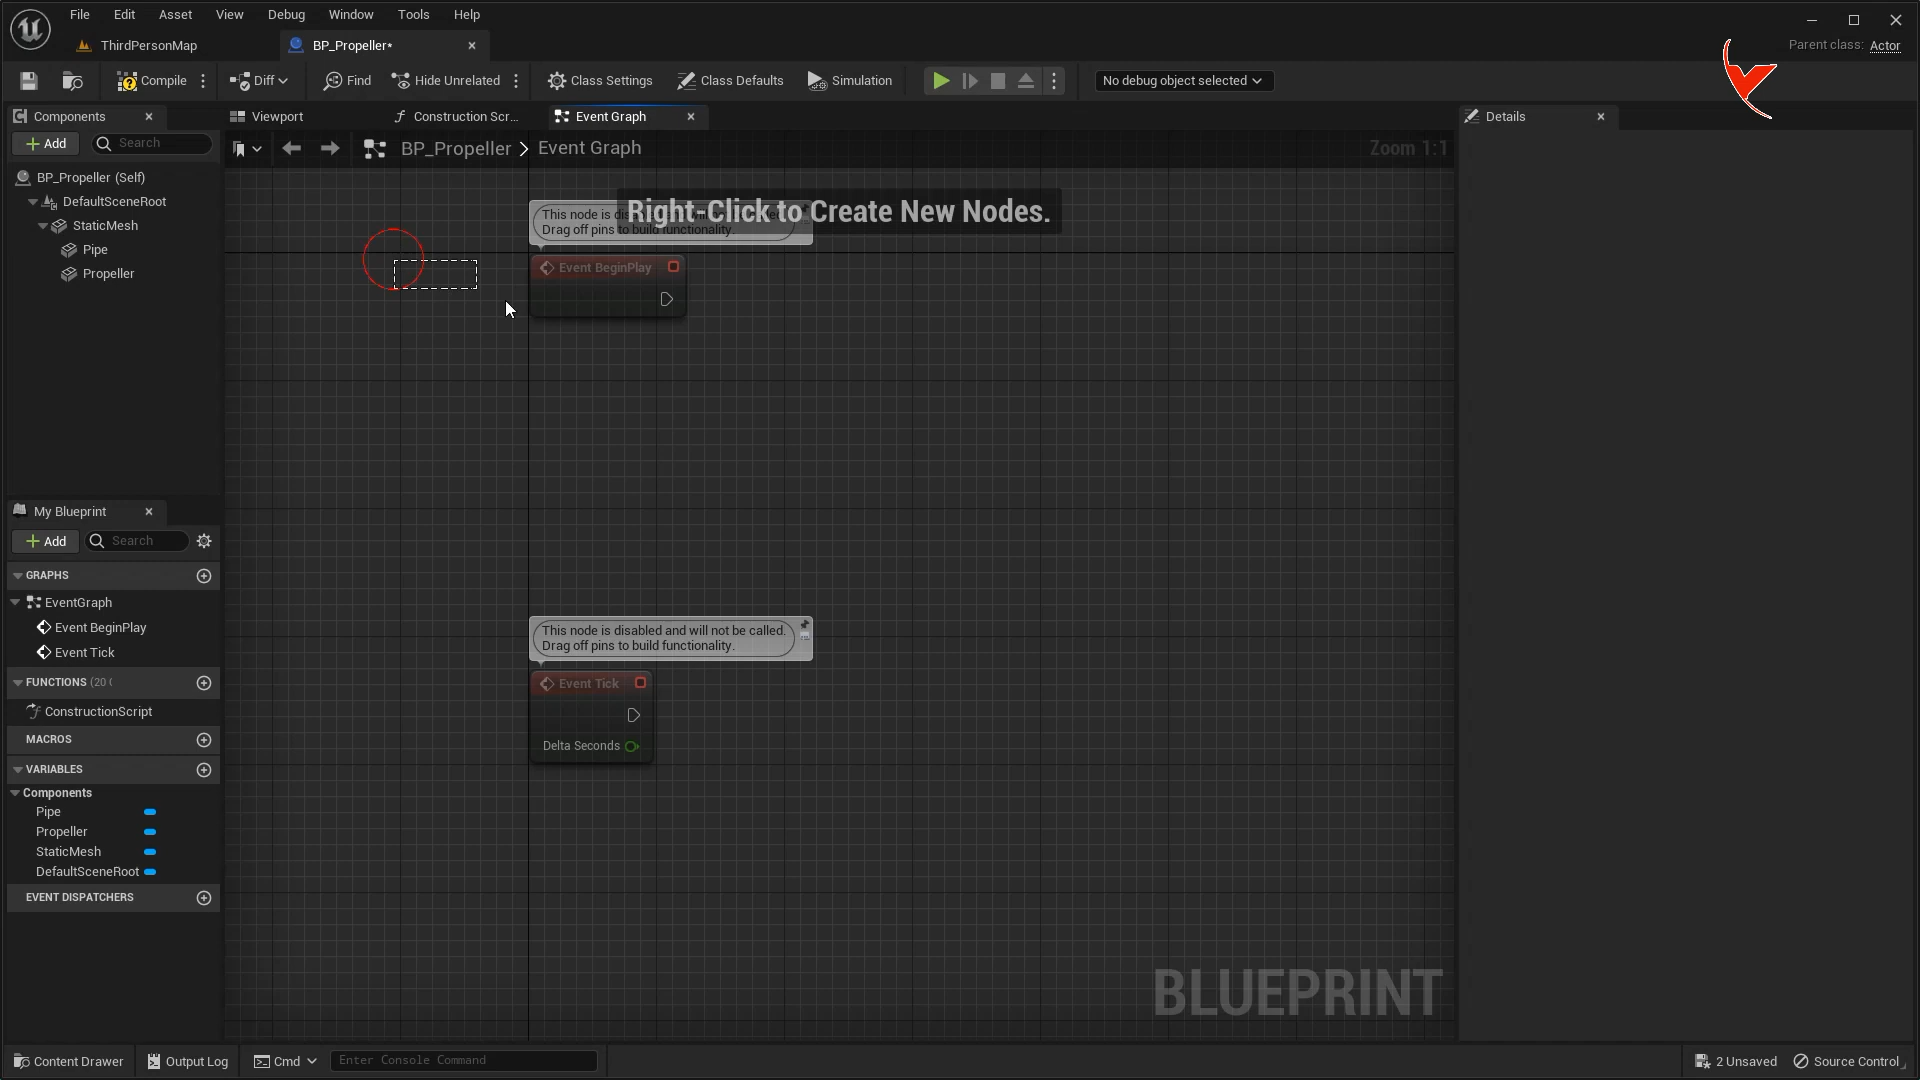 File Edit Asset View Debug Window Tools Help
ThirdPersonMap BP_Propeller* Parent class: Actor
Compile Diff Find Hide Unrelated Class Settings Class Defaults Simulation No debug object selected
Components Viewport Construction Scr... Event Graph Details
Add Search BP_Propeller Event Graph Zoom 1:1
BP_Propeller (Self)
DefaultSceneRoot
StaticMesh
Pipe
Propeller
Right-Click to Create New Nodes.
This node is
Drag off pins to build functionality.
Event BeginPlay
My Blueprint
Add Search
GRAPHS
EventGraph
Event BeginPlay
Event Tick
FUNCTIONS (20
ConstructionScript
MACROS
VARIABLES
Components
Pipe
Propeller
StaticMesh
DefaultSceneRoot
EVENT DISPATCHERS
This node is disabled and will not be called.
Drag off pins to build functionality.
Event Tick
Delta Seconds
BLUEPRINT
Content Drawer Output Log Cmd Enter Console Command 2 Unsaved Source Control